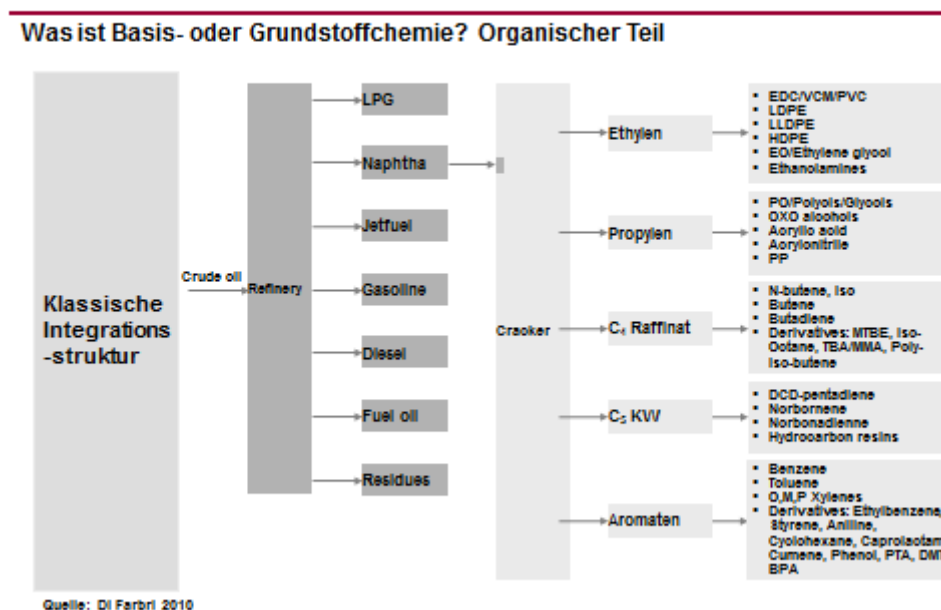 Was ist Basis- oder Grundstoffchemie? Organischer Teil
Klassische
Integrations
-struktur
Crude oil
Refinery
LPG
Naphtha
Jetfuel
Gasoline
Diesel
Fuel oil
Residues
Cracker
Ethylen
Propylen
C₄ Raffinat
C₅ KW
Aromaten
▪ EDC/VCM/PVC
▪ LDPE
▪ LLDPE
▪ HDPE
▪ EO/Ethylene glycol
▪ Ethanolamines
▪ PO/Polyols/Glycols
▪ OXO alcohols
▪ Acrylic acid
▪ Acrylonitrile
▪ PP
▪ N-butene, Iso
▪ Butene
▪ Butadiene
▪ Derivatives: MTBE, Iso-
Octane, TBA/MMA, Poly-
Iso-butene
▪ DCD-pentadiene
▪ Norbornene
▪ Norbonadienne
▪ Hydrocarbon resins
▪ Benzene
▪ Toluene
▪ O,M,P Xylenes
▪ Derivatives: Ethylbenzene,
Styrene, Aniline,
Cyclohexane, Caprolactam
Cumene, Phenol, PTA, DMT
BPA
Quelle: Di Farbri 2010